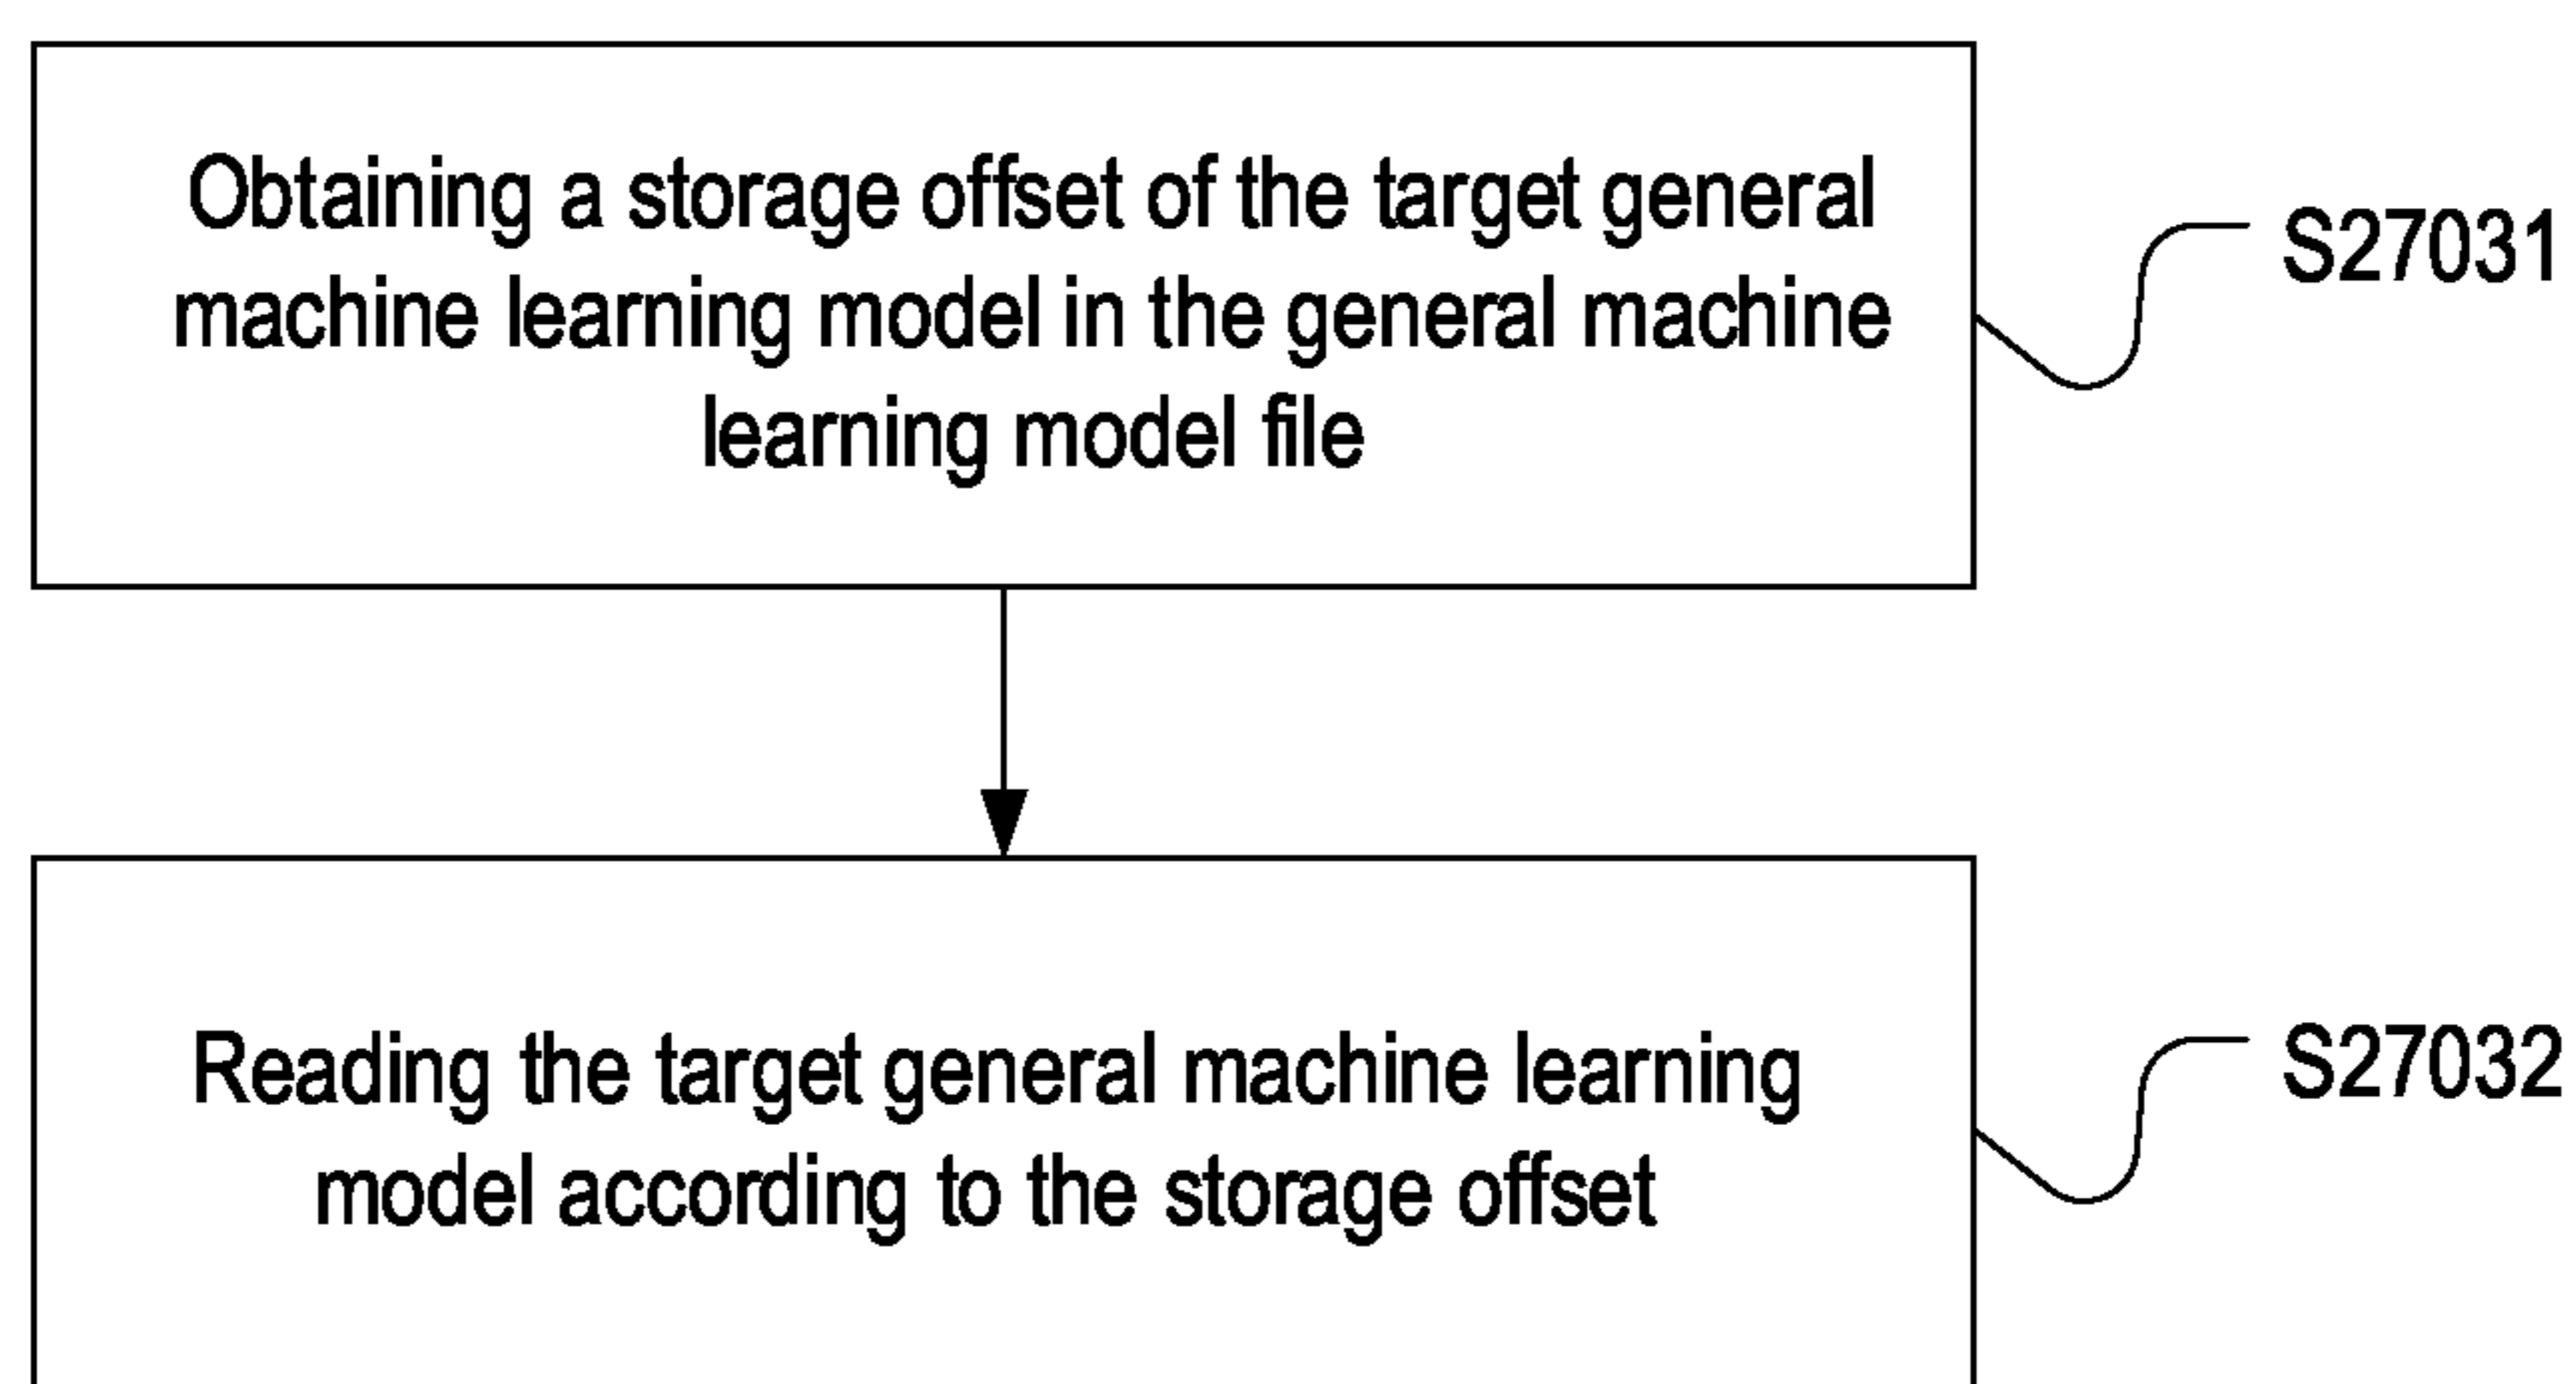 Obtaining a storage offset of the target general
machine learning model in the general machine
learning model file
S27031
Reading the target general machine learning
model according to the storage offset
S27032